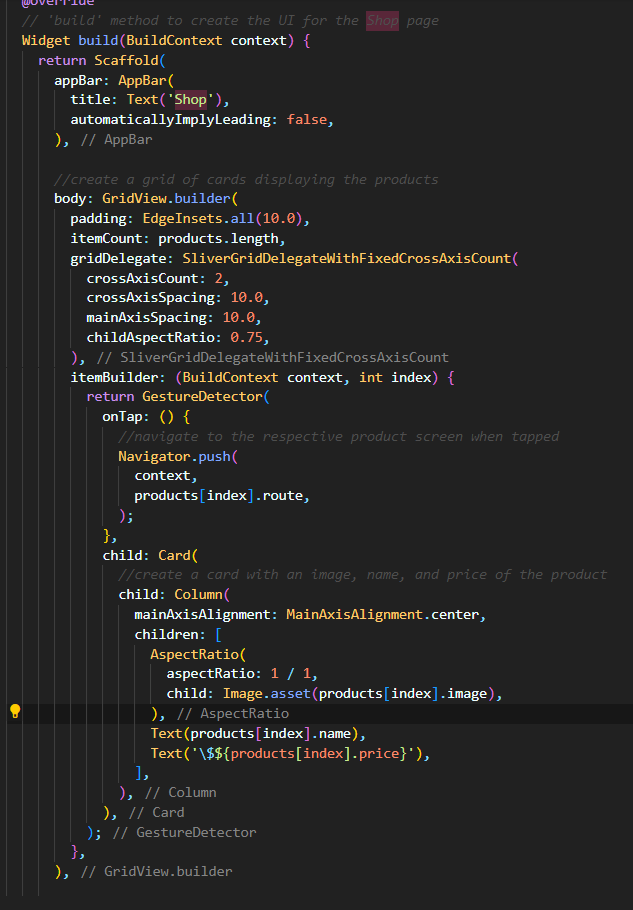 @override
// 'build' method to create the UI for the Shop page
Widget build(BuildContext context) {
return Scaffold(
appBar: AppBar(
title: Text('Shop'),
automaticallyImplyLeading: false,
), // AppBar
//create a grid of cards displaying the products
body: GridView.builder(
padding: EdgeInsets.all(10.0),
itemCount: products.length,
gridDelegate: SliverGridDelegateWithFixedCrossAxisCount(
crossAxisCount: 2,
crossAxisSpacing: 10.0,
mainAxisSpacing: 10.0,
childAspectRatio: 0.75,
), // SliverGridDelegateWithFixedCrossAxisCount
itemBuilder: (BuildContext context, int index) {
return GestureDetector(
onTap: () {
//navigate to the respective product screen when tapped
Navigator.push(
context,
products[index].route,
);
},
child: Card(
//create a card with an image, name, and price of the product
child: Column(
mainAxisAlignment: MainAxisAlignment.center,
children: [
AspectRatio(
aspectRatio: 1 / 1,
child: Image.asset(products[index].image),
), // AspectRatio
Text(products[index].name),
Text('\$${products[index].price}'),
],
), // Column
), // Card
); // GestureDetector
},
), // GridView.builder